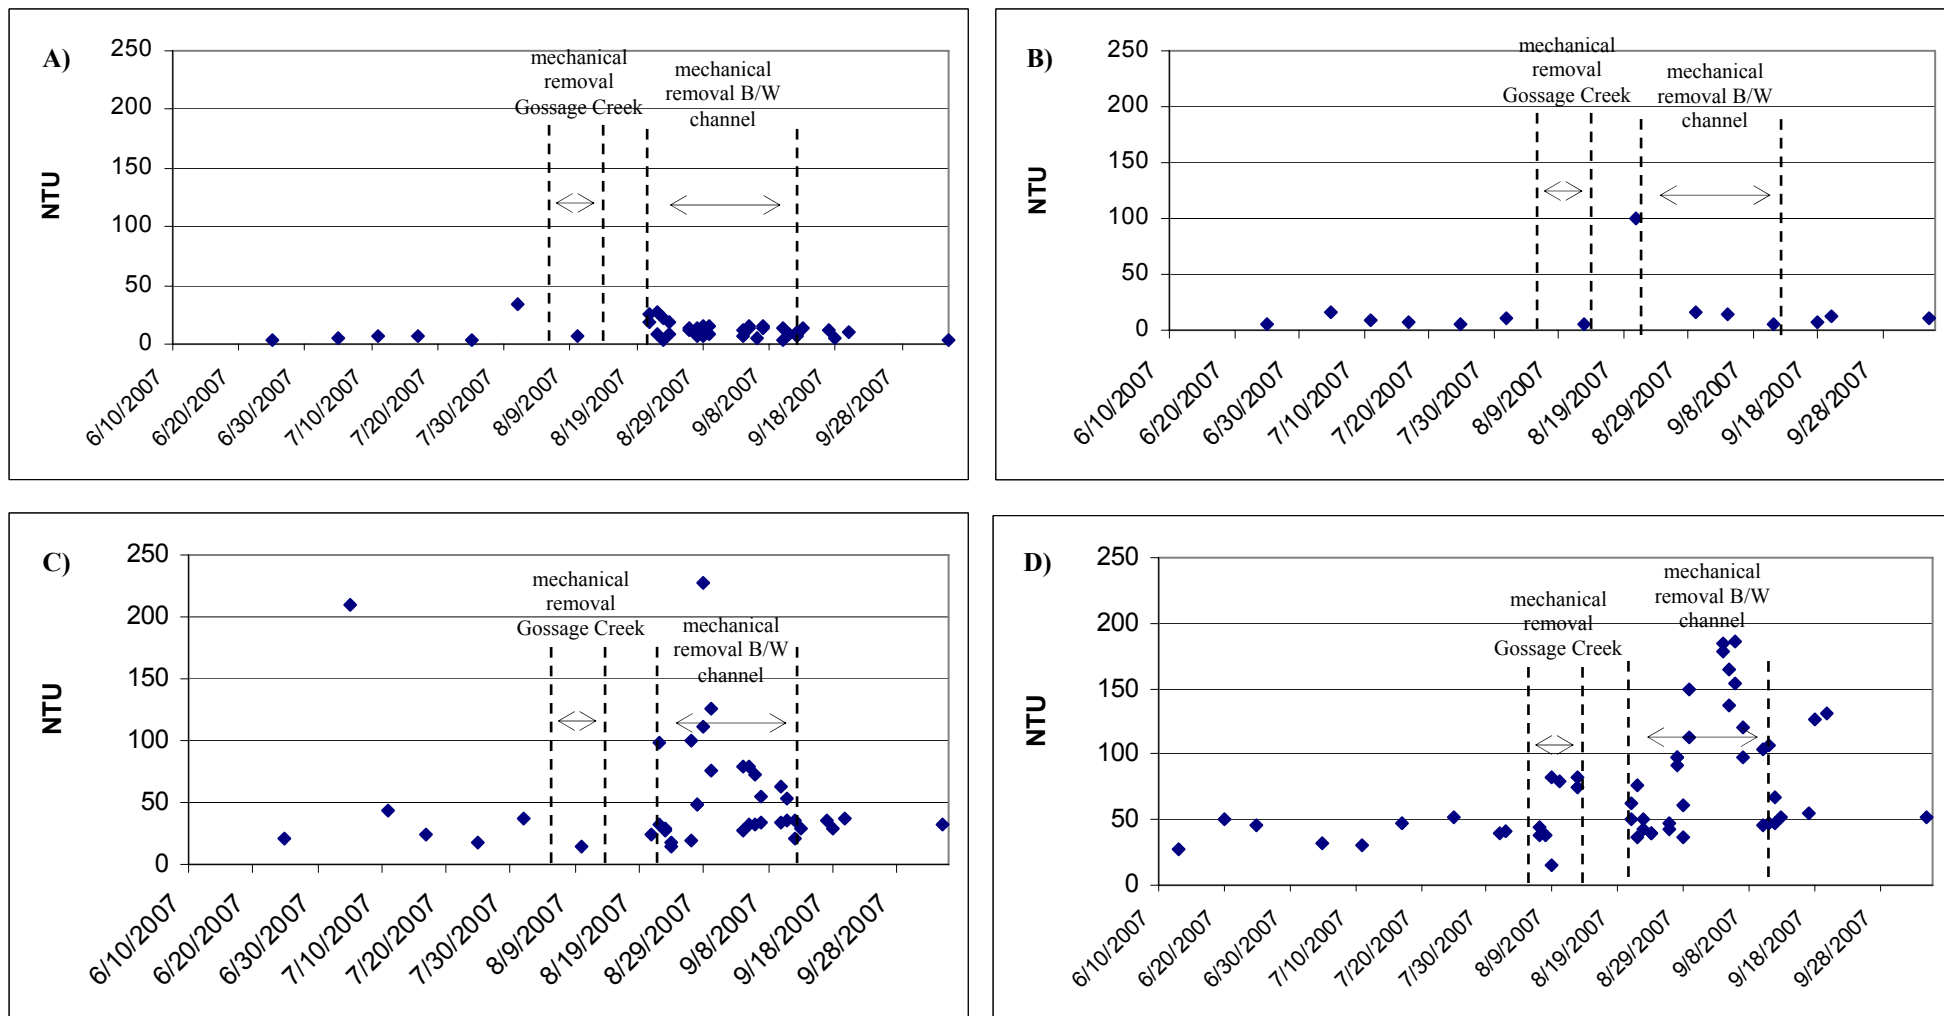 A)
250
200
150
100
50
0
NTU
mechanical
removal
Gossage Creek
mechanical
removal B/W
channel
6/10/2007
6/20/2007
6/30/2007
7/10/2007
7/20/2007
7/30/2007
8/9/2007
8/19/2007
8/29/2007
9/8/2007
9/18/2007
9/28/2007
B)
250
200
150
100
50
0
NTU
mechanical
removal
Gossage Creek
mechanical
removal B/W
channel
6/10/2007
6/20/2007
6/30/2007
7/10/2007
7/20/2007
7/30/2007
8/9/2007
8/19/2007
8/29/2007
9/8/2007
9/18/2007
9/28/2007
C)
250
200
150
100
50
0
NTU
mechanical
removal
Gossage Creek
mechanical
removal B/W
channel
6/10/2007
6/20/2007
6/30/2007
7/10/2007
7/20/2007
7/30/2007
8/9/2007
8/19/2007
8/29/2007
9/8/2007
9/18/2007
9/28/2007
D)
250
200
150
100
50
0
NTU
mechanical
removal
Gossage Creek
mechanical
removal B/W
channel
6/10/2007
6/20/2007
6/30/2007
7/10/2007
7/20/2007
7/30/2007
8/9/2007
8/19/2007
8/29/2007
9/8/2007
9/18/2007
9/28/2007